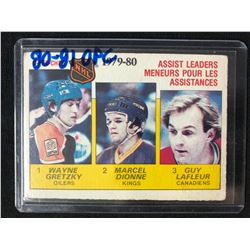 80-81 OPC
NHL
1979-80
ASSIST LEADERS
MENEURS POUR LES
ASSISTANCES
1 WAYNE GRETZKY
OILERS
2 MARCEL DIONNE
KINGS
3 GUY LAFLEUR
CANADIENS